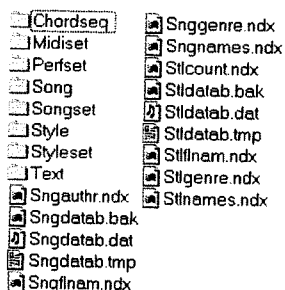 Chordseq
Midiset
Perfset
Song
Songset
Style
Styleset
Text
Sngauthr.ndx
Sngdatab.bak
Sngdatab.dat
Sngdatab.tmp
Sngflnam.ndx
Snggenre.ndx
Sngnames.ndx
Stlcount.ndx
Stldatab.bak
Stldatab.dat
Stldatab.tmp
Stlflnam.ndx
Stlgenre.ndx
Stlnames.ndx